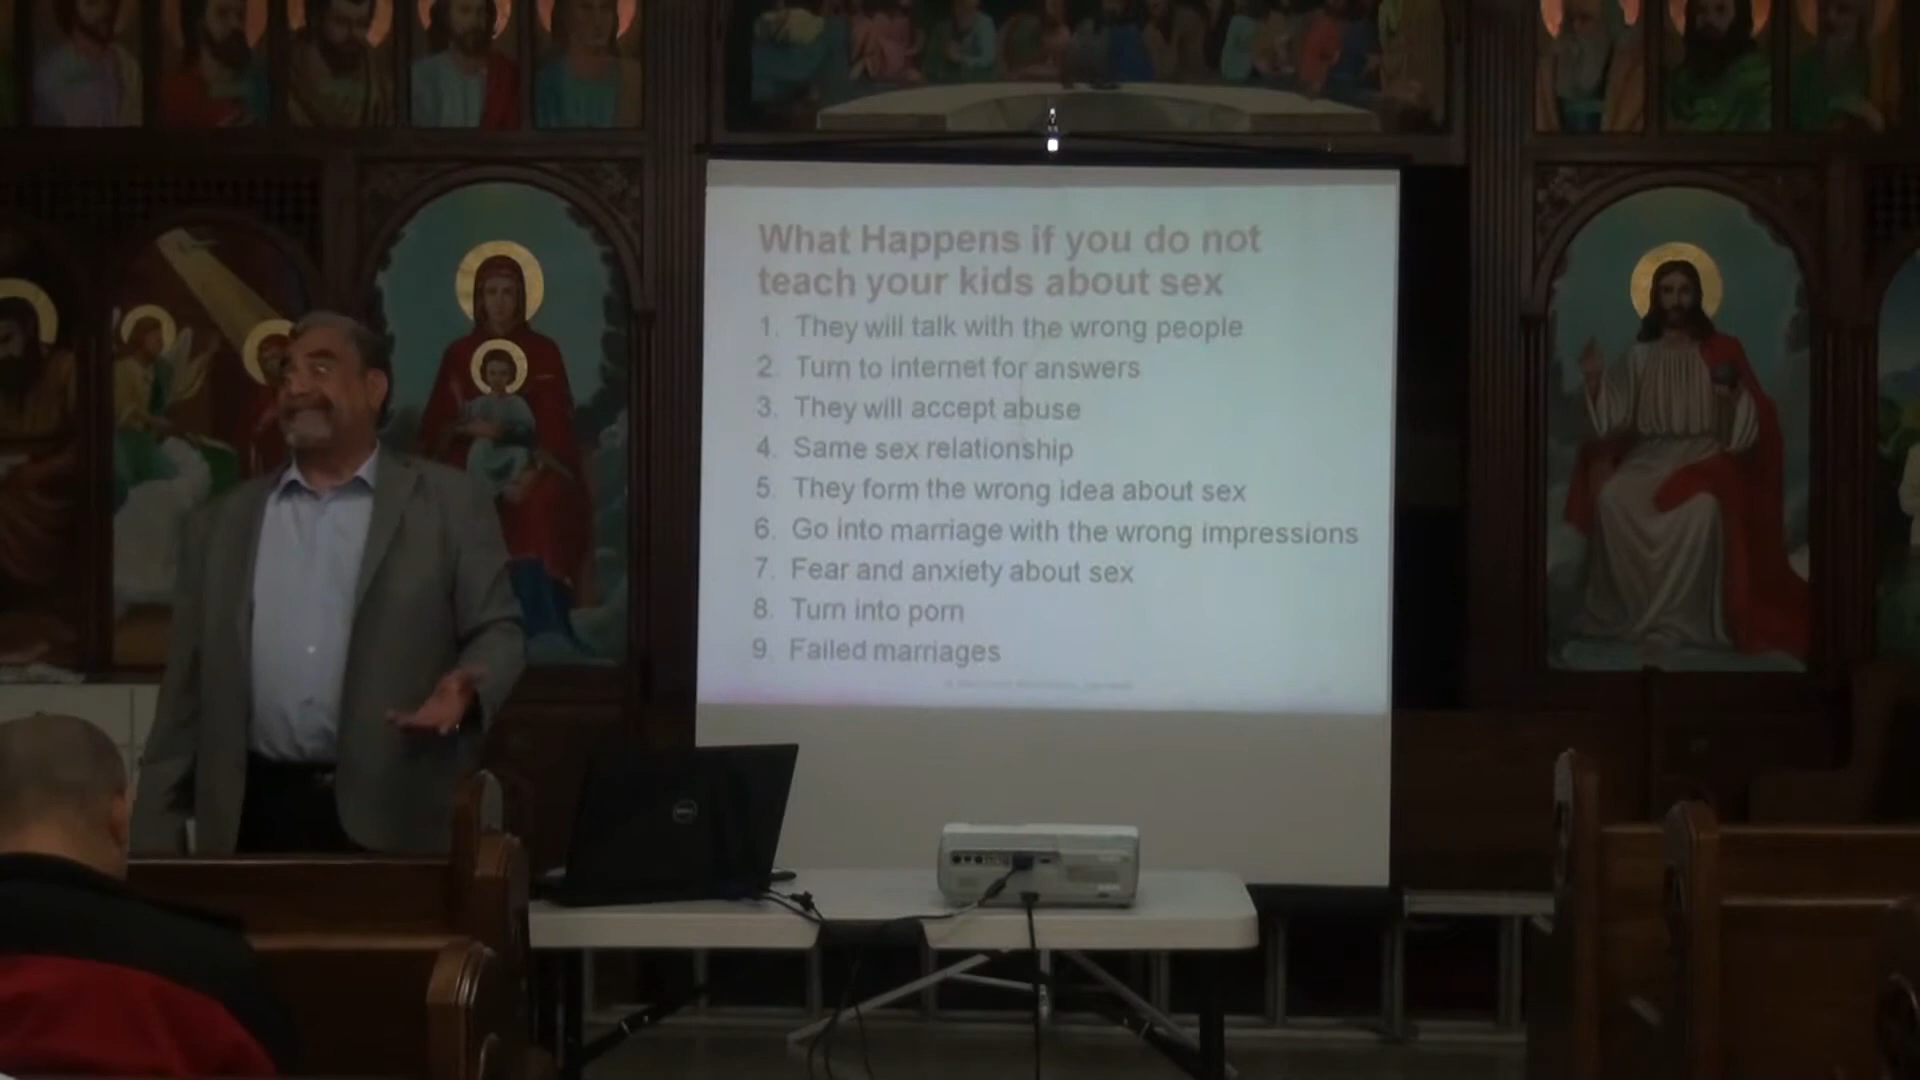 What Happens if you do not
teach your kids about sex
1. They will talk with the wrong people
2. Turn to internet for answers
3. They will accept abuse
4. Same sex relationship
5. They form the wrong idea about sex
6. Go into marriage with the wrong impressions
7. Fear and anxiety about sex
8. Turn into porn
9. Failed marriages
DELL